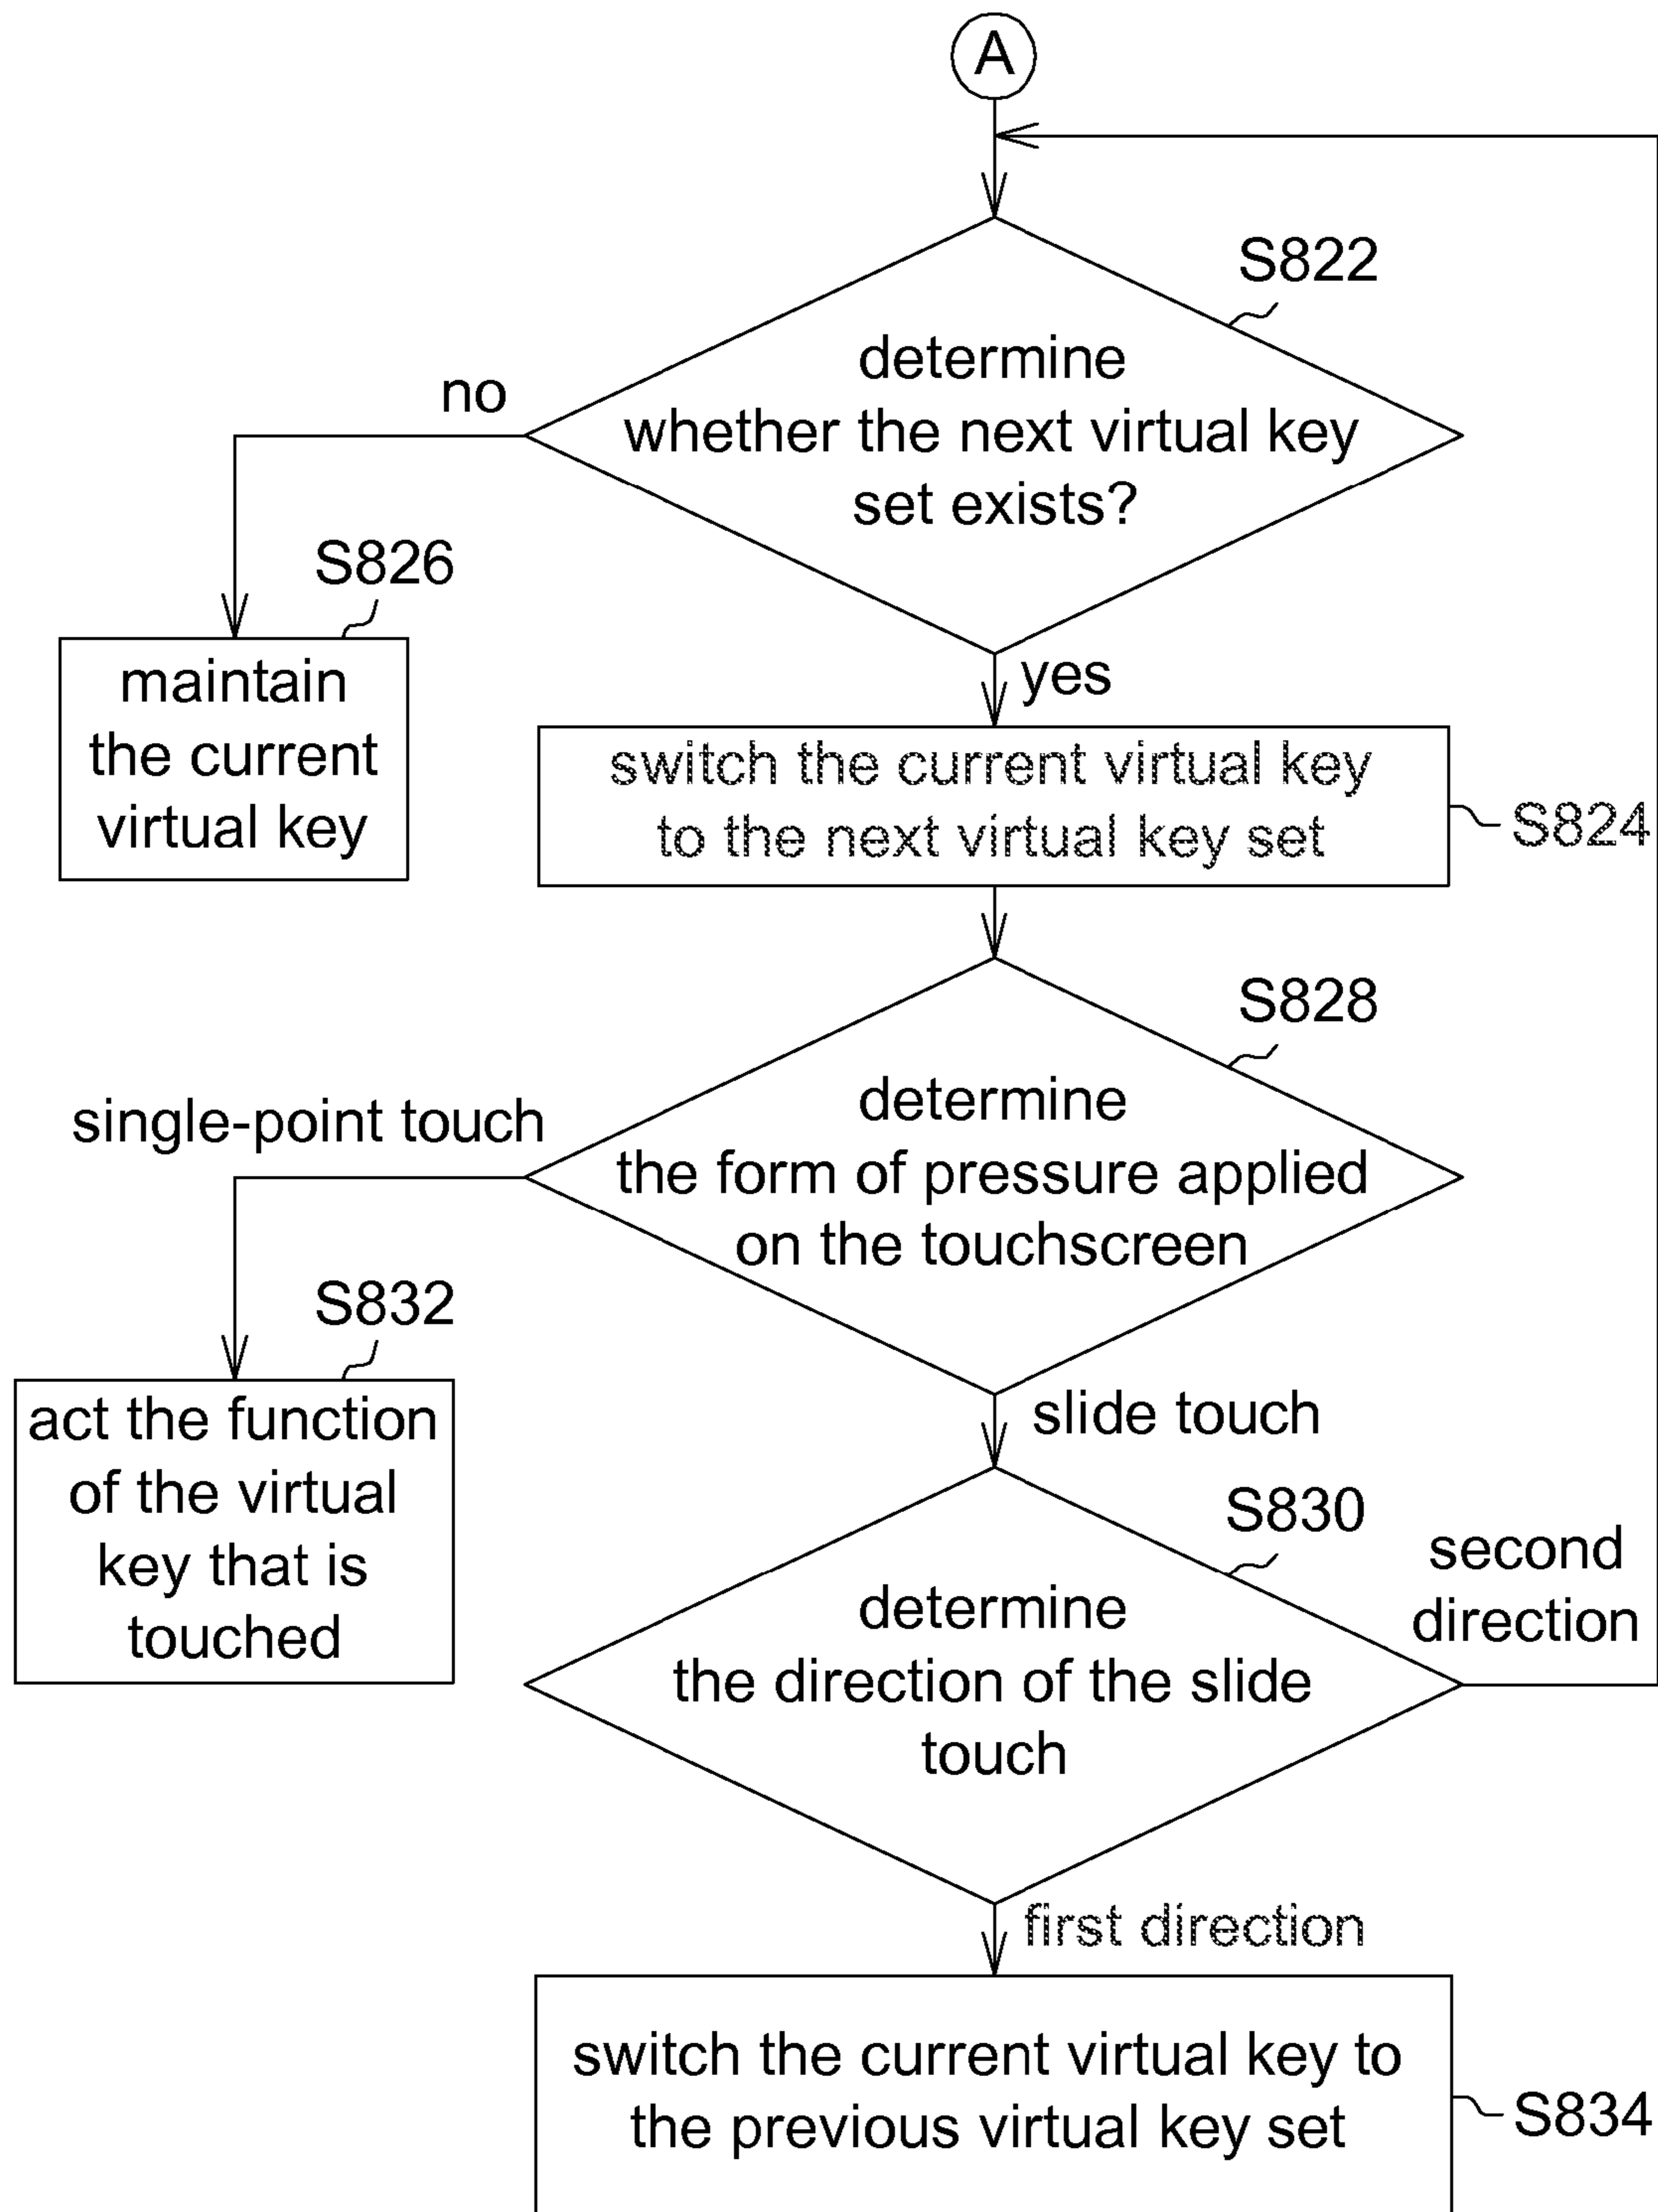 A
S822
determine
whether the next virtual key
set exists?
no
yes
S826
maintain
the current
virtual key
switch the current virtual key
to the next virtual key set
S824
S828
determine
the form of pressure applied
on the touchscreen
single-point touch
slide touch
S832
act the function
of the virtual
key that is
touched
S830
determine
the direction of the slide
touch
second
direction
first direction
switch the current virtual key to
the previous virtual key set
S834